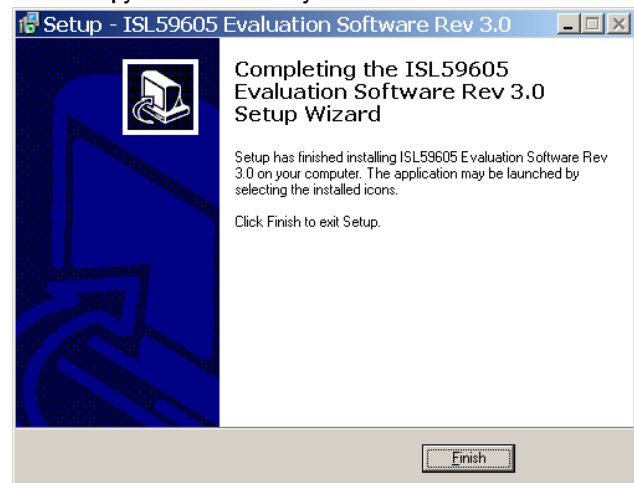 Setup - ISL59605 Evaluation Software Rev 3.0
Completing the ISL59605
Evaluation Software Rev 3.0
Setup Wizard
Setup has finished installing ISL59605 Evaluation Software Rev
3.0 on your computer. The application may be launched by
selecting the installed icons.
Click Finish to exit Setup.
Finish